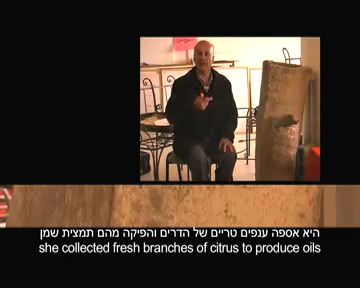 היא אספה ענפים טריים של הדרים והפיקה מהם תמצית שמן
she collected fresh branches of citrus to produce oils